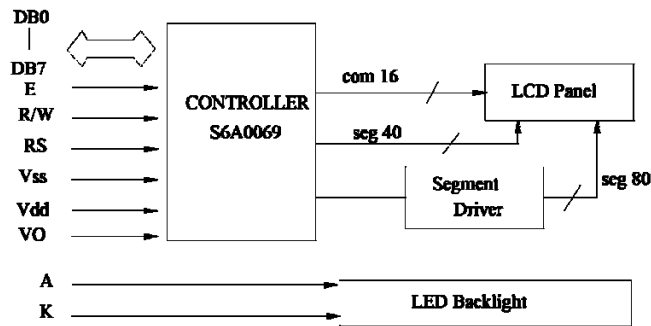 DB0
DB7
E
R/W
RS
Vss
Vdd
VO
CONTROLLER
S6A0069
com 16
seg 40
LCD Panel
Segment
Driver
seg 80
A
K
LED Backlight